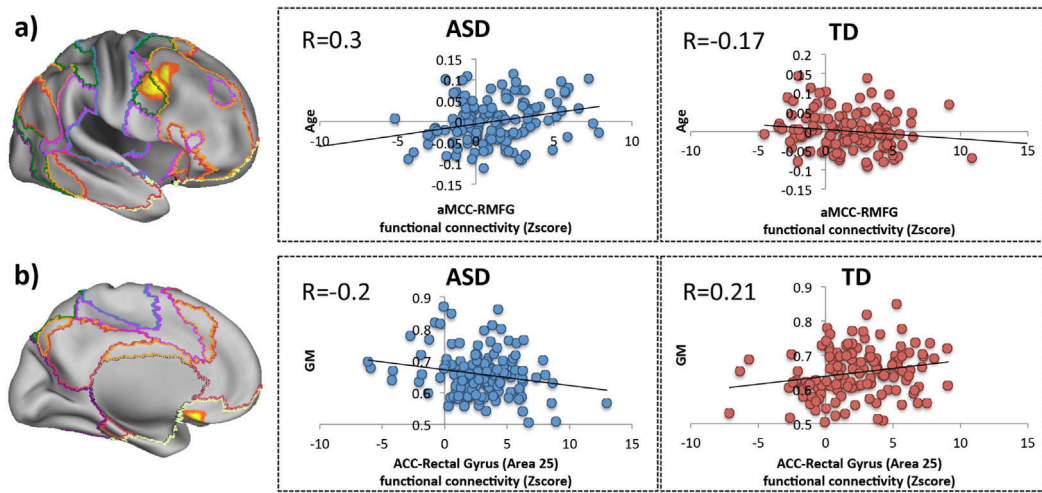 a)
R=0.3
ASD
0.15
0.1
0.05
0
-0.05
-0.1
-0.15
-10
-5
0
5
10
Age
aMCC-RMFG
functional connectivity (Zscore)
R=-0.17
TD
0.2
0.15
0.1
0.05
0
-0.05
-0.1
-0.15
-10
-5
0
5
10
15
Age
aMCC-RMFG
functional connectivity (Zscore)
b)
R=-0.2
ASD
0.9
0.8
0.7
0.6
0.5
-10
-5
0
5
10
15
GM
ACC-Rectal Gyrus (Area 25)
functional connectivity (Zscore)
R=0.21
TD
0.9
0.8
0.7
0.6
0.5
-10
-5
0
5
10
15
GM
ACC-Rectal Gyrus (Area 25)
functional connectivity (Zscore)